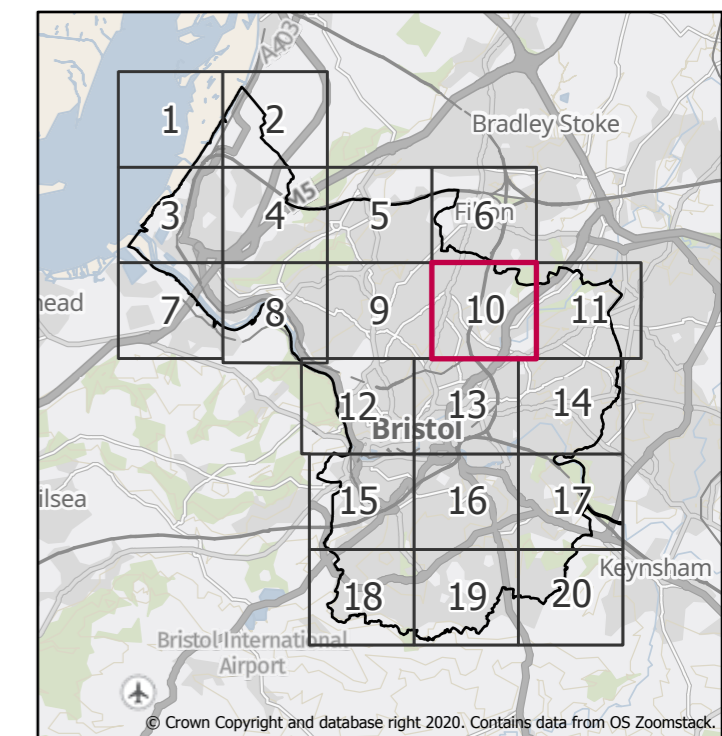 A403
1 2
Bradley Stoke
M5
3 4 5 6
Filton
head
7 8 9 10 11
12 13 14
Bristol
ilsea
15 16 17
Keynsham
18 19 20
Bristol International
Airport
© Crown Copyright and database right 2020. Contains data from OS Zoomstack.